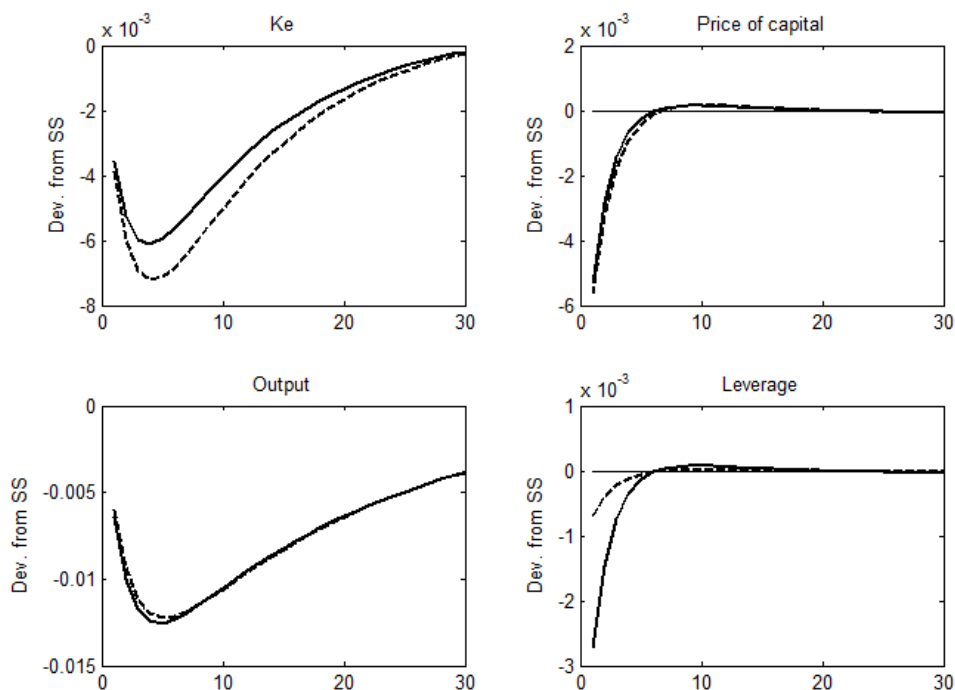 x 10-3
Ke
0
-2
-4
-6
-8
Dev. from SS
0 10 20 30
x 10-3
Price of capital
2
0
-2
-4
-6
Dev. from SS
0 10 20 30
Output
0
-0.005
-0.01
-0.015
Dev. from SS
0 10 20 30
x 10-3
Leverage
1
0
-1
-2
-3
Dev. from SS
0 10 20 30